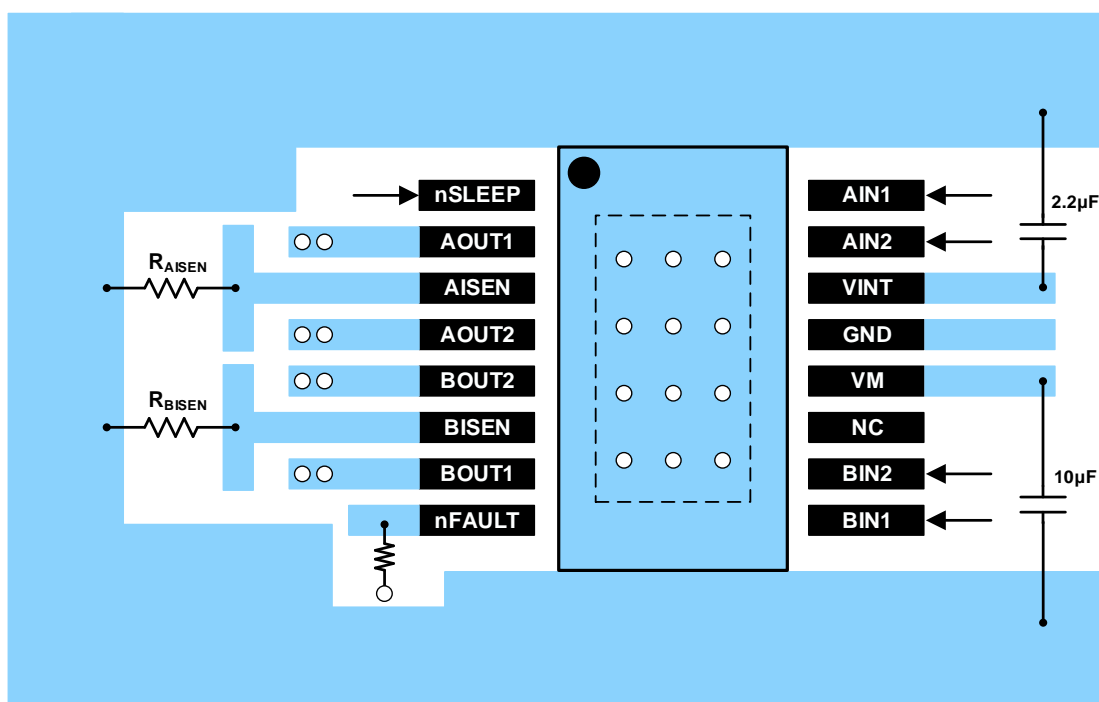 nSLEEP
AOUT1
AISEN
AOUT2
BOUT2
BISEN
BOUT1
nFAULT
RAISEN
RBISEN
AIN1
AIN2
VINT
GND
VM
NC
BIN2
BIN1
2.2µF
10µF